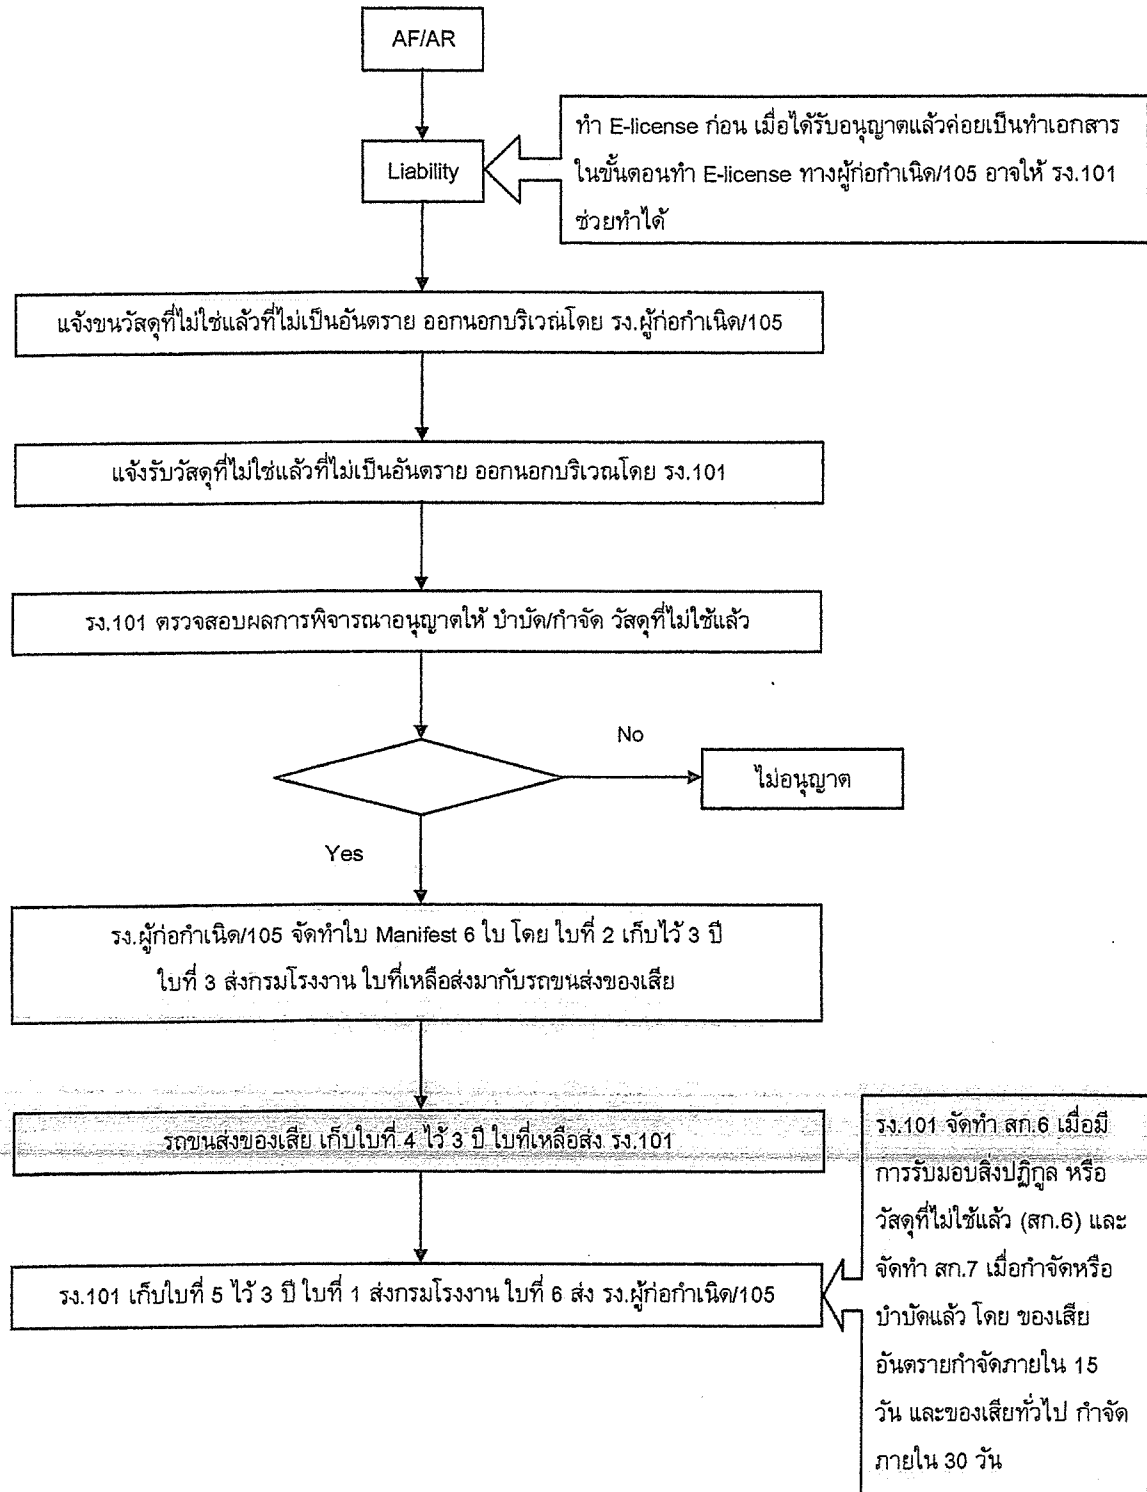 AF/AR
Liability
ทำ E-license ก่อน เมื่อได้รับอนุญาตแล้วค่อยเป็นทำเอกสาร
ในขั้นตอนทำ E-license ทางผู้ก่อกำเนิด/105 อาจให้ รง.101
ช่วยทำได้
แจ้งขนวัสดุที่ไม่ใช่แล้วที่ไม่เป็นอันตราย ออกนอกบริเวณโดย รง.ผู้ก่อกำเนิด/105
แจ้งรับวัสดุที่ไม่ใช่แล้วที่ไม่เป็นอันตราย ออกนอกบริเวณโดย รง.101
รง.101 ตรวจสอบผลการพิจารณาอนุญาตให้ บำบัด/กำจัด วัสดุที่ไม่ใช้แล้ว
No
ไม่อนุญาต
Yes
รง.ผู้ก่อกำเนิด/105 จัดทำใบ Manifest 6 ใบ โดย ใบที่ 2 เก็บไว้ 3 ปี
ใบที่ 3 ส่งกรมโรงงาน ใบที่เหลือส่งมากับรถขนส่งของเสีย
รถขนส่งของเสีย เก็บใบที่ 4 ไว้ 3 ปี ใบที่เหลือส่ง รง.101
รง.101 เก็บใบที่ 5 ไว้ 3 ปี ใบที่ 1 ส่งกรมโรงงาน ใบที่ 6 ส่ง รง.ผู้ก่อกำเนิด/105
รง.101 จัดทำ สก.6 เมื่อมี
การรับมอบสิ่งปฏิกูล หรือ
วัสดุที่ไม่ใช้แล้ว (สก.6) และ
จัดทำ สก.7 เมื่อกำจัดหรือ
บำบัดแล้ว โดย ของเสีย
อันตรายกำจัดภายใน 15
วัน และของเสียทั่วไป กำจัด
ภายใน 30 วัน